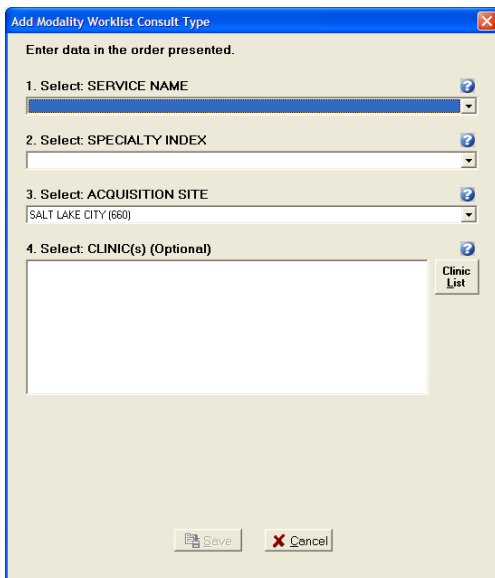 Add Modality Worklist Consult Type
Enter data in the order presented.
1. Select: SERVICE NAME
2. Select: SPECIALTY INDEX
3. Select: ACQUISITION SITE
SALT LAKE CITY (660)
4. Select: CLINIC(s) (Optional)
Clinic
List
Save
Cancel